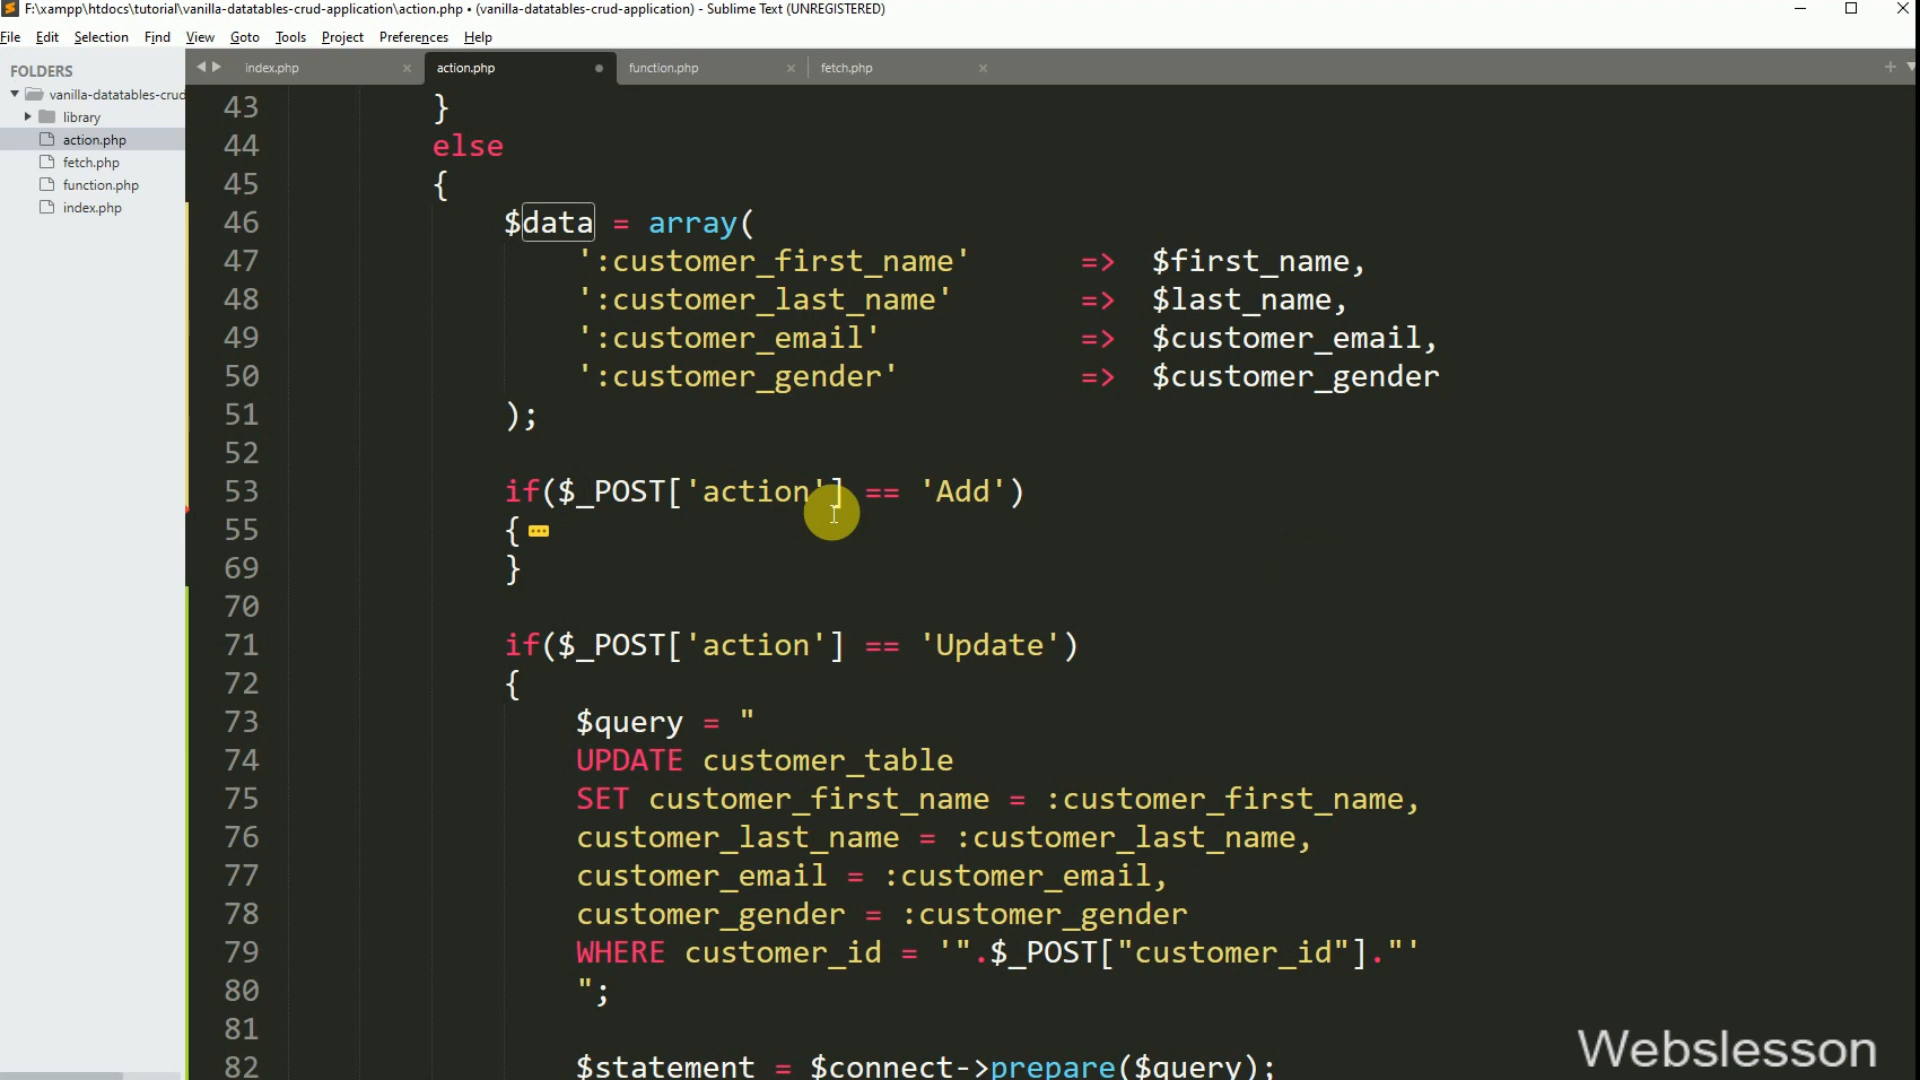 F:\xampp\htdocs\tutorial\vanilla-datatables-crud-application\action.php • (vanilla-datatables-crud-application) - Sublime Text (UNREGISTERED)
File Edit Selection Find View Goto Tools Project Preferences Help
FOLDERS
vanilla-datatables-crud
library
action.php
fetch.php
function.php
index.php
index.php action.php function.php fetch.php
43 }
44 else
45 {
46 $data = array(
47 ':customer_first_name' => $first_name,
48 ':customer_last_name' => $last_name,
49 ':customer_email' => $customer_email,
50 ':customer_gender' => $customer_gender
51 );
52
53 if($_POST['action'] == 'Add')
55 {
69 }
70
71 if($_POST['action'] == 'Update')
72 {
73 $query = "
74 UPDATE customer_table
75 SET customer_first_name = :customer_first_name,
76 customer_last_name = :customer_last_name,
77 customer_email = :customer_email,
78 customer_gender = :customer_gender
79 WHERE customer_id = '".$_POST["customer_id"]."'
80 ";
81
82 $statement = $connect->prepare($query);
Webslesson